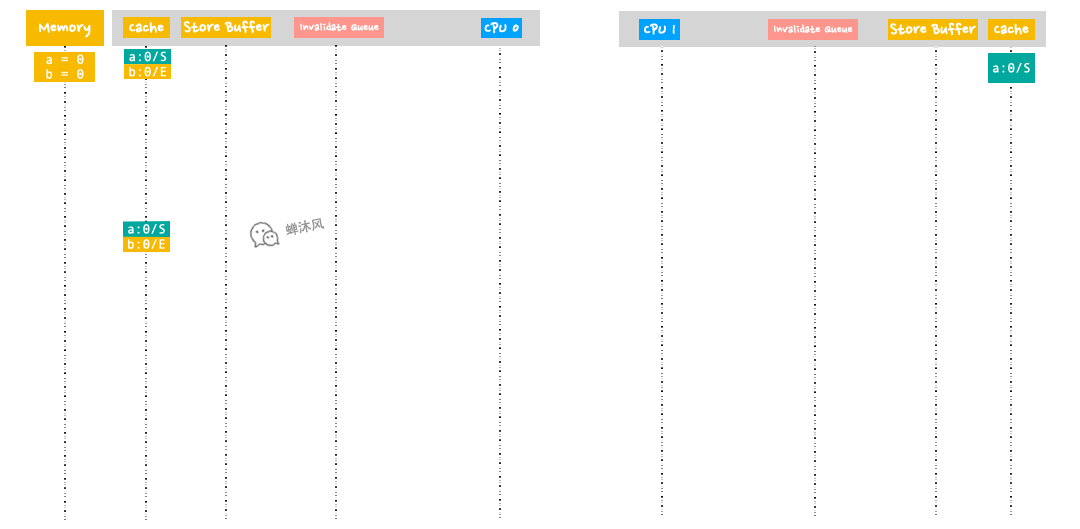 Memory
Cache
Store Buffer
Invalidate Queue
CPU 0
CPU 1
Invalidate Queue
Store Buffer
Cache
a = 0
b = 0
a:0/S
b:0/E
a:0/S
a:0/S
b:0/E
蝉沐风